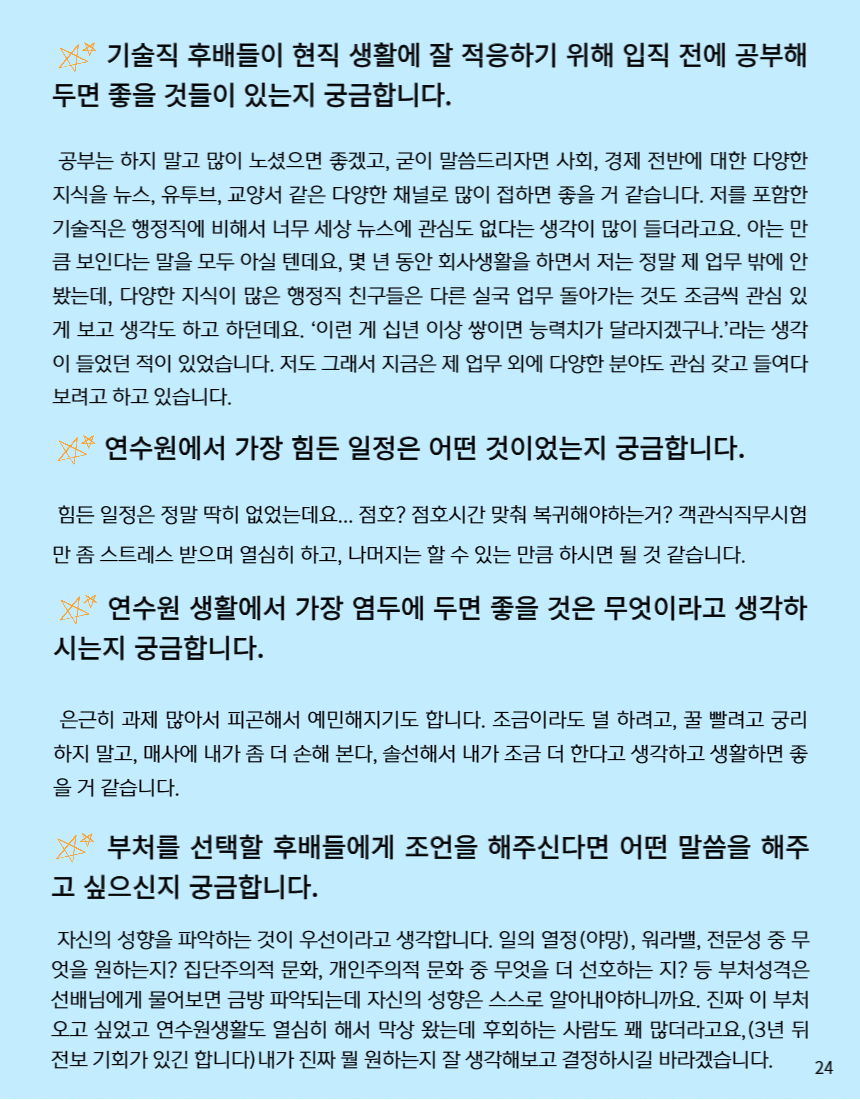 기술직 후배들이 현직 생활에 잘 적응하기 위해 입직 전에 공부해
두면 좋을 것들이 있는지 궁금합니다.
공부는 하지 말고 많이 노셨으면 좋겠고, 굳이 말씀드리자면 사회, 경제 전반에 대한 다양한
지식을 뉴스, 유투브, 교양서 같은 다양한 채널로 많이 접하면 좋을 거 같습니다. 저를 포함한
기술직은 행정직에 비해서 너무 세상 뉴스에 관심도 없다는 생각이 많이 들더라고요. 아는 만
큼 보인다는 말을 모두 아실 텐데요, 몇 년 동안 회사생활을 하면서 저는 정말 제 업무 밖에 안
봤는데, 다양한 지식이 많은 행정직 친구들은 다른 실국 업무 돌아가는 것도 조금씩 관심 있
게 보고 생각도 하고 하던데요. ‘이런 게 십년 이상 쌓이면 능력치가 달라지겠구나.’라는 생각
이 들었던 적이 있었습니다. 저도 그래서 지금은 제 업무 외에 다양한 분야도 관심 갖고 들여다
보려고 하고 있습니다.
연수원에서 가장 힘든 일정은 어떤 것이었는지 궁금합니다.
힘든 일정은 정말 딱히 없었는데요... 점호? 점호시간 맞춰 복귀해야하는거? 객관식직무시험
만 좀 스트레스 받으며 열심히 하고, 나머지는 할 수 있는 만큼 하시면 될 것 같습니다.
연수원 생활에서 가장 염두에 두면 좋을 것은 무엇이라고 생각하
시는지 궁금합니다.
은근히 과제 많아서 피곤해서 예민해지기도 합니다. 조금이라도 덜 하려고, 꿀 빨려고 궁리
하지 말고, 매사에 내가 좀 더 손해 본다, 솔선해서 내가 조금 더 한다고 생각하고 생활하면 좋
을 거 같습니다.
부처를 선택할 후배들에게 조언을 해주신다면 어떤 말씀을 해주
고 싶으신지 궁금합니다.
자신의 성향을 파악하는 것이 우선이라고 생각합니다. 일의 열정(야망), 워라밸, 전문성 중 무
엇을 원하는지? 집단주의적 문화, 개인주의적 문화 중 무엇을 더 선호하는 지? 등 부처성격은
선배님에게 물어보면 금방 파악되는데 자신의 성향은 스스로 알아내야하니까요. 진짜 이 부처
오고 싶었고 연수원생활도 열심히 해서 막상 왔는데 후회하는 사람도 꽤 많더라고요,(3년 뒤
전보 기회가 있긴 합니다)내가 진짜 뭘 원하는지 잘 생각해보고 결정하시길 바라겠습니다.
24